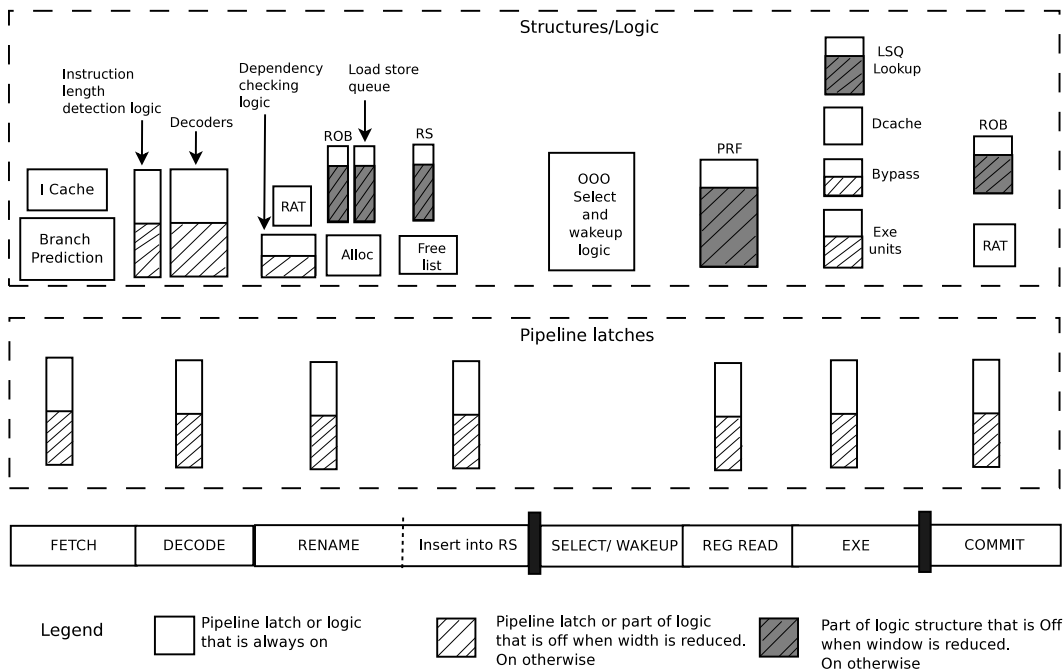 Structures/Logic
Instruction
length
detection logic
Decoders
Dependency
checking
logic
Load store
queue
ROB
RS
I Cache
Branch
Prediction
RAT
Alloc
Free
list
OOO
Select
and
wakeup
logic
PRF
LSQ
Lookup
Dcache
Bypass
Exe
units
ROB
RAT
Pipeline latches
FETCH
DECODE
RENAME
Insert into RS
SELECT/ WAKEUP
REG READ
EXE
COMMIT
Legend
Pipeline latch or logic
that is always on
Pipeline latch or part of logic
that is off when width is reduced.
On otherwise
Part of logic structure that is Off
when window is reduced.
On otherwise